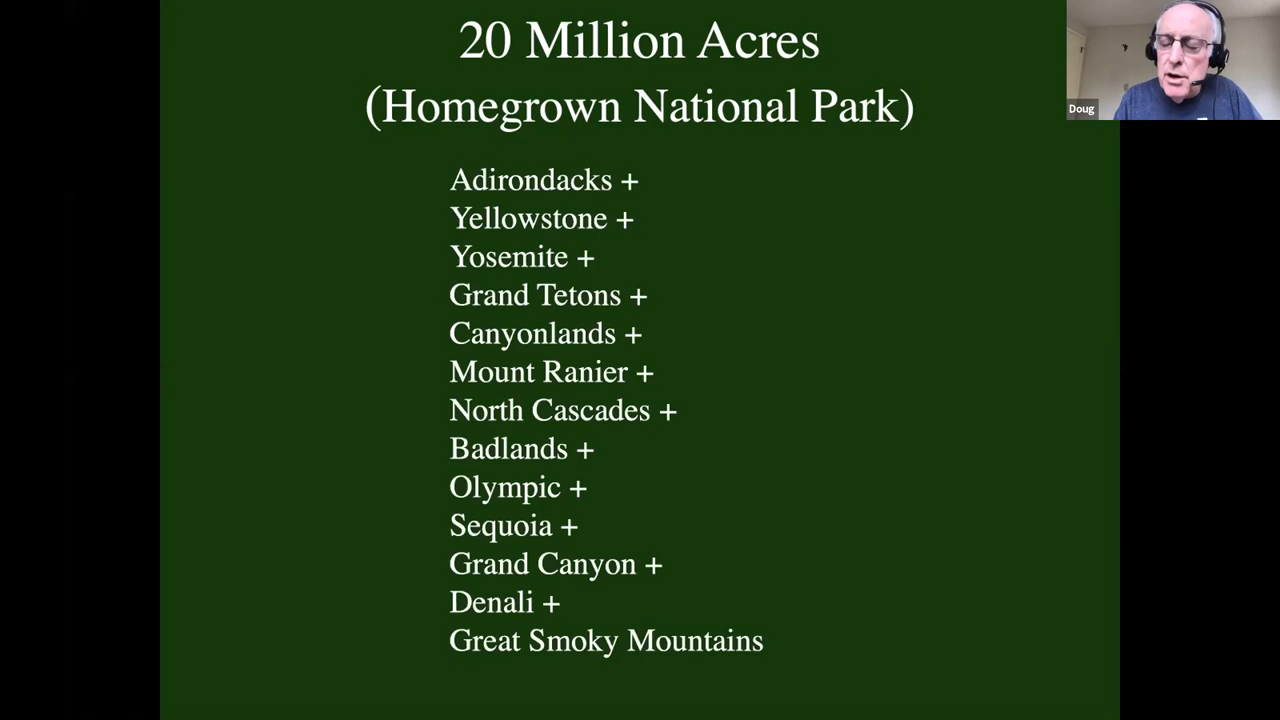 20 Million Acres
(Homegrown National Park)
Adirondacks +
Yellowstone +
Yosemite +
Grand Tetons +
Canyonlands +
Mount Ranier +
North Cascades +
Badlands +
Olympic +
Sequoia +
Grand Canyon +
Denali +
Great Smoky Mountains
Doug